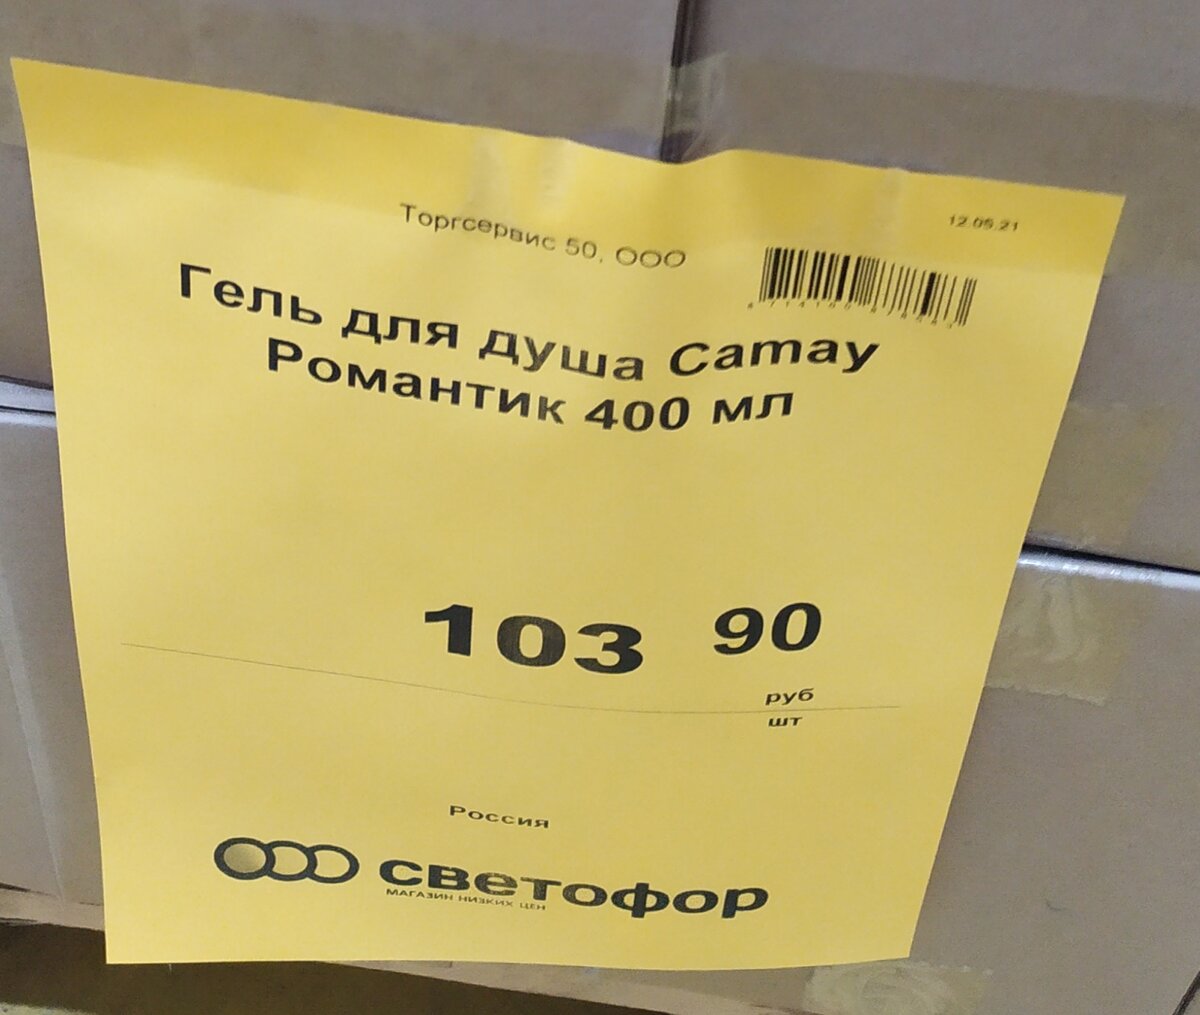 12.05.21
Торгсервис 50, ООО
Гель для душа Camay
Романтик 400 мл
103 90
руб
шт
Россия
светофор
МАГАЗИН НИЗКИХ ЦЕН